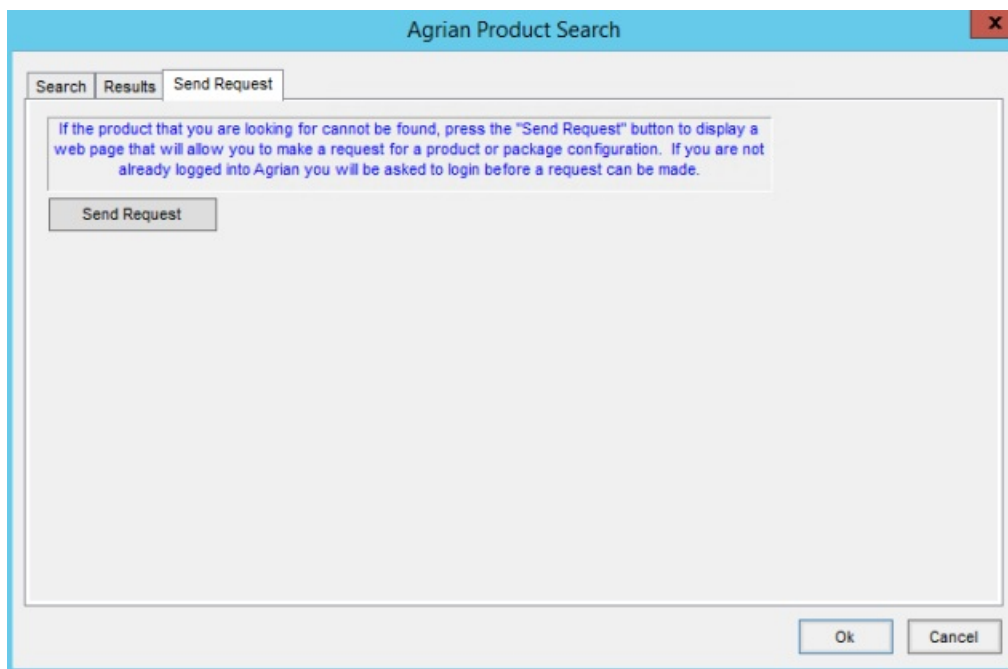 Agrian Product Search
x
Search Results Send Request
If the product that you are looking for cannot be found, press the "Send Request" button to display a
web page that will allow you to make a request for a product or package configuration.  If you are not
already logged into Agrian you will be asked to login before a request can be made.
Send Request
Ok Cancel